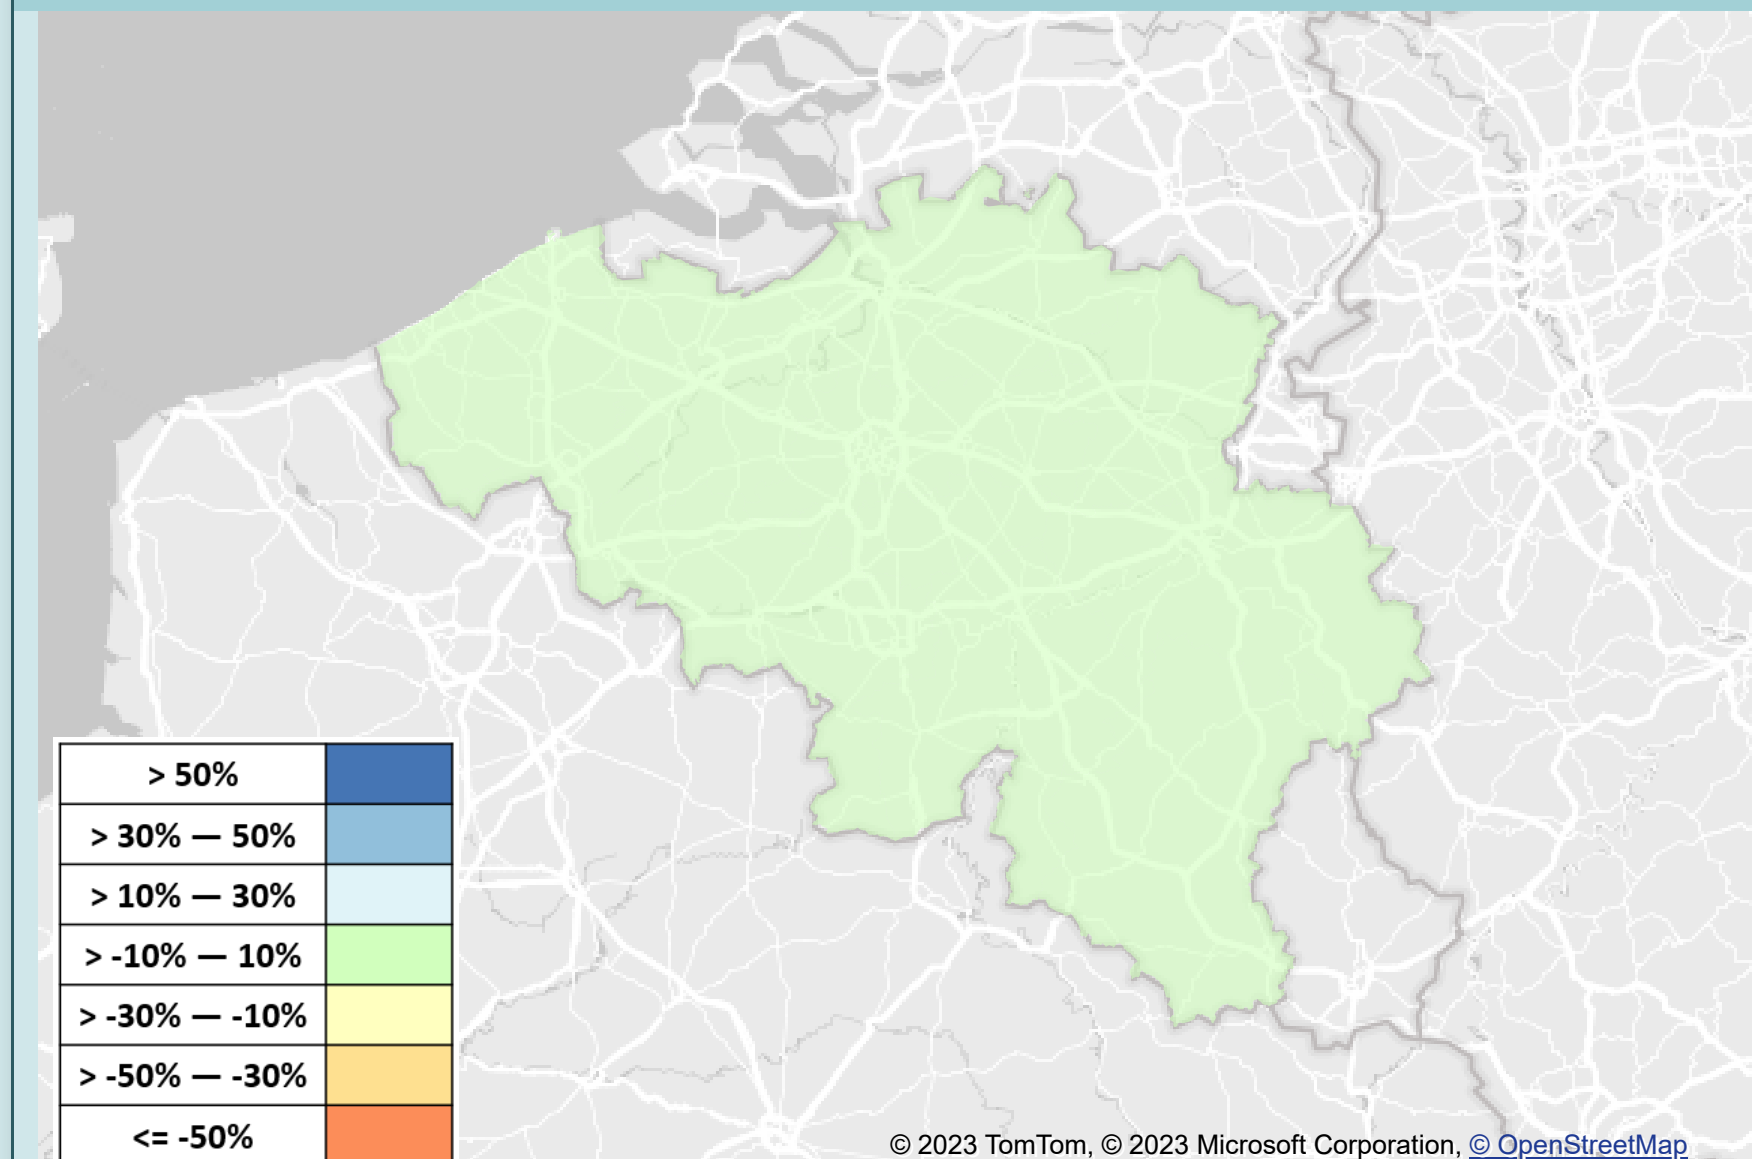 > 50%
> 30% — 50%
> 10% — 30%
> -10% — 10%
> -30% — -10%
> -50% — -30%
<= -50%
© 2023 TomTom, © 2023 Microsoft Corporation, © OpenStreetMap